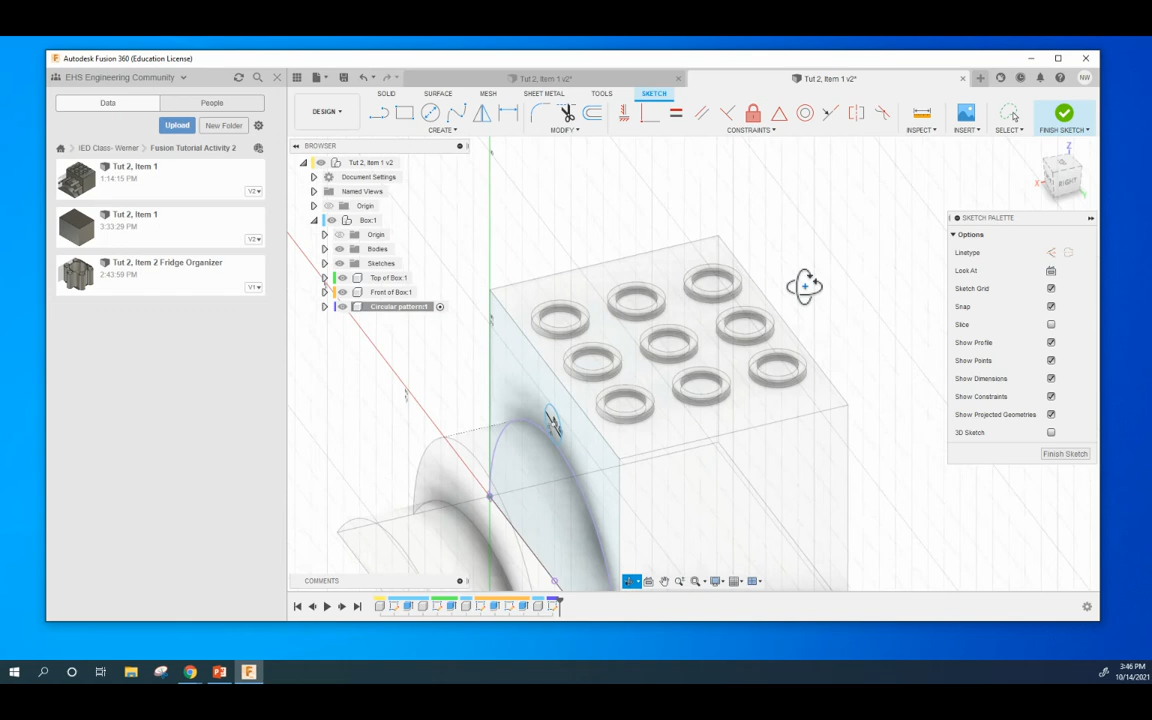 Autodesk Fusion 360 (Education License)
EHS Engineering Community
Tut 2, Item 1 v2*
Tut 2, Item 1 v2*
NW
Data People
Upload New Folder
IED Class- Werner > Fusion Tutorial Activity 2
Tut 2, Item 1
1:14:15 PM
V2
Tut 2, Item 1
3:33:29 PM
V2
Tut 2, Item 2 Fridge Organizer
2:43:59 PM
V1
SOLID SURFACE MESH SHEET METAL TOOLS SKETCH
DESIGN
CREATE MODIFY CONSTRAINTS INSPECT INSERT SELECT FINISH SKETCH
BROWSER
Tut 2, Item 1 v2
Document Settings
Named Views
Origin
Box:1
Origin
Bodies
Sketches
Top of Box:1
Front of Box:1
Circular pattern:1
Z
RIGHT
X
Y
SKETCH PALETTE
Options
Linetype
Look At
Sketch Grid
Snap
Slice
Show Profile
Show Points
Show Dimensions
Show Constraints
Show Projected Geometries
3D Sketch
Finish Sketch
COMMENTS
3:46 PM
10/14/2021